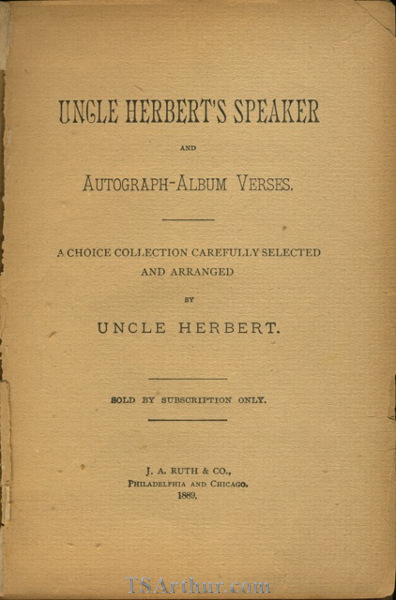 UNCLE HERBERT'S SPEAKER
AND
AUTOGRAPH-ALBUM VERSES.
A CHOICE COLLECTION CAREFULLY SELECTED
AND ARRANGED
BY
UNCLE HERBERT.
SOLD BY SUBSCRIPTION ONLY.
J. A. RUTH & CO.,
PHILADELPHIA AND CHICAGO.
1889.
TSArthur.com